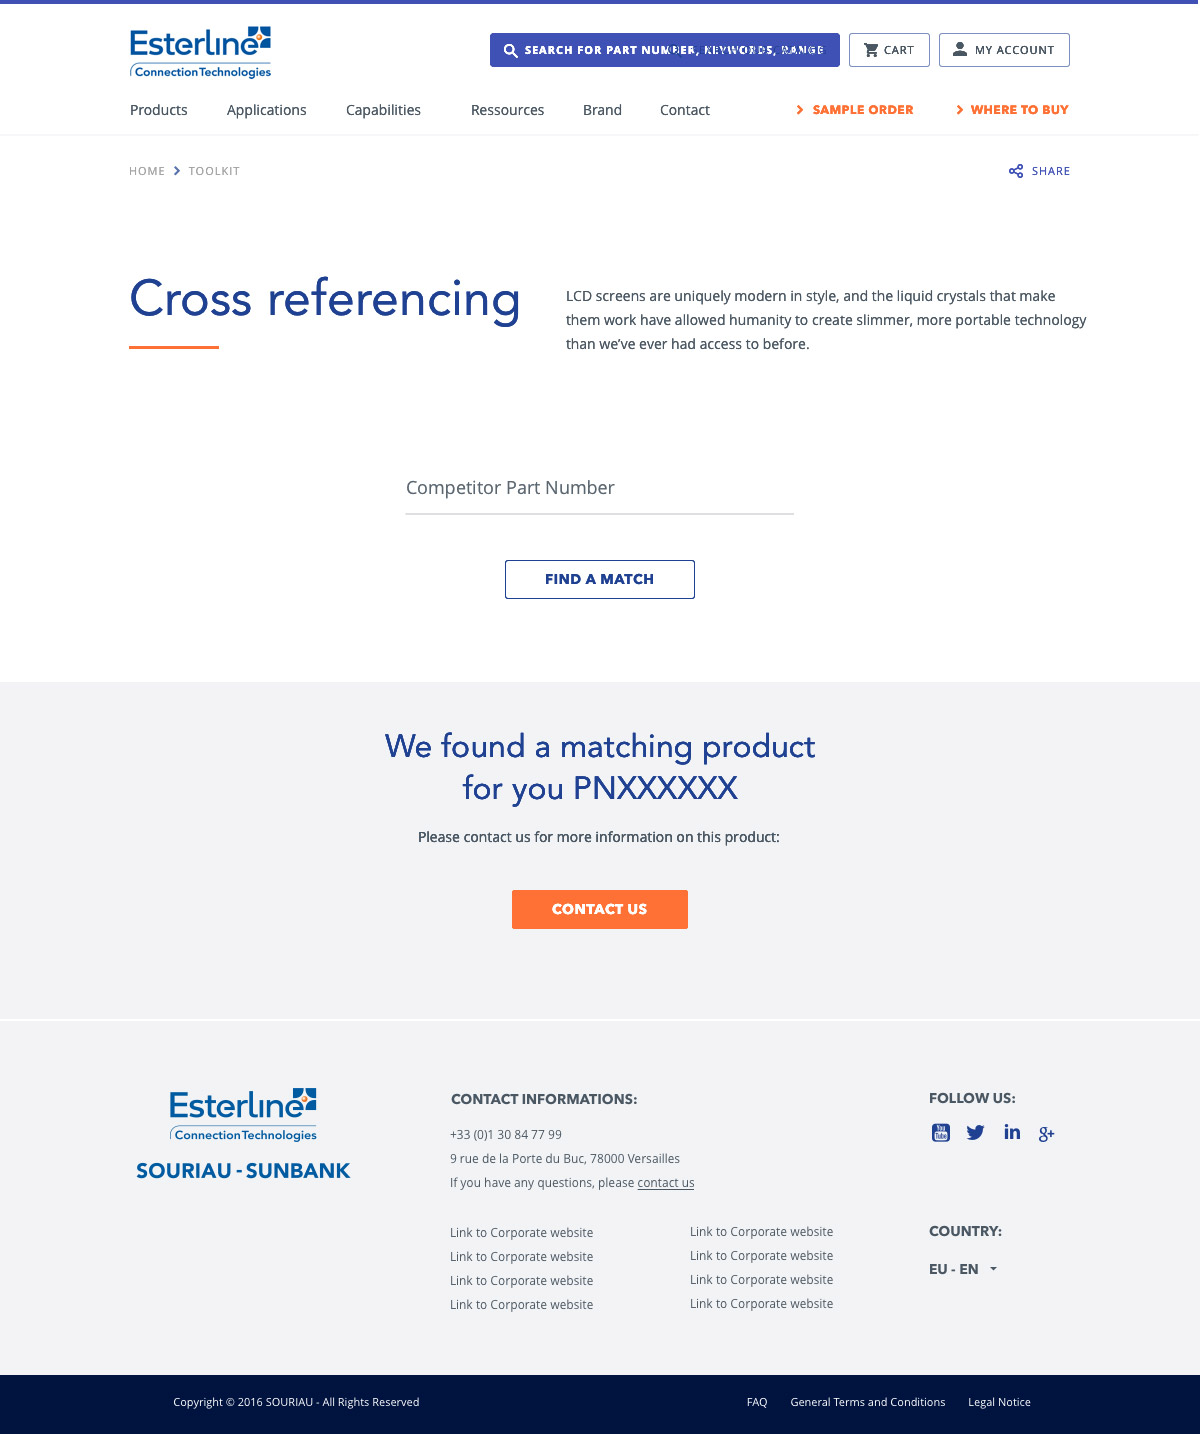 Esterline
Connection Technologies
SEARCH FOR PART NUMBER, KEYWORDS, RANGE
CART
MY ACCOUNT
Products
Applications
Capabilities
Ressources
Brand
Contact
SAMPLE ORDER
WHERE TO BUY
HOME
TOOLKIT
SHARE
Cross referencing
LCD screens are uniquely modern in style, and the liquid crystals that make
them work have allowed humanity to create slimmer, more portable technology
than we’ve ever had access to before.
Competitor Part Number
FIND A MATCH
We found a matching product
for you PNXXXXXX
Please contact us for more information on this product:
CONTACT US
Esterline
Connection Technologies
SOURIAU - SUNBANK
CONTACT INFORMATIONS:
+33 (0)1 30 84 77 99
9 rue de la Porte du Buc, 78000 Versailles
If you have any questions, please contact us
Link to Corporate website
Link to Corporate website
Link to Corporate website
Link to Corporate website
Link to Corporate website
Link to Corporate website
Link to Corporate website
Link to Corporate website
FOLLOW US:
You
Tube
in
g+
COUNTRY:
EU - EN
Copyright © 2016 SOURIAU - All Rights Reserved
FAQ
General Terms and Conditions
Legal Notice